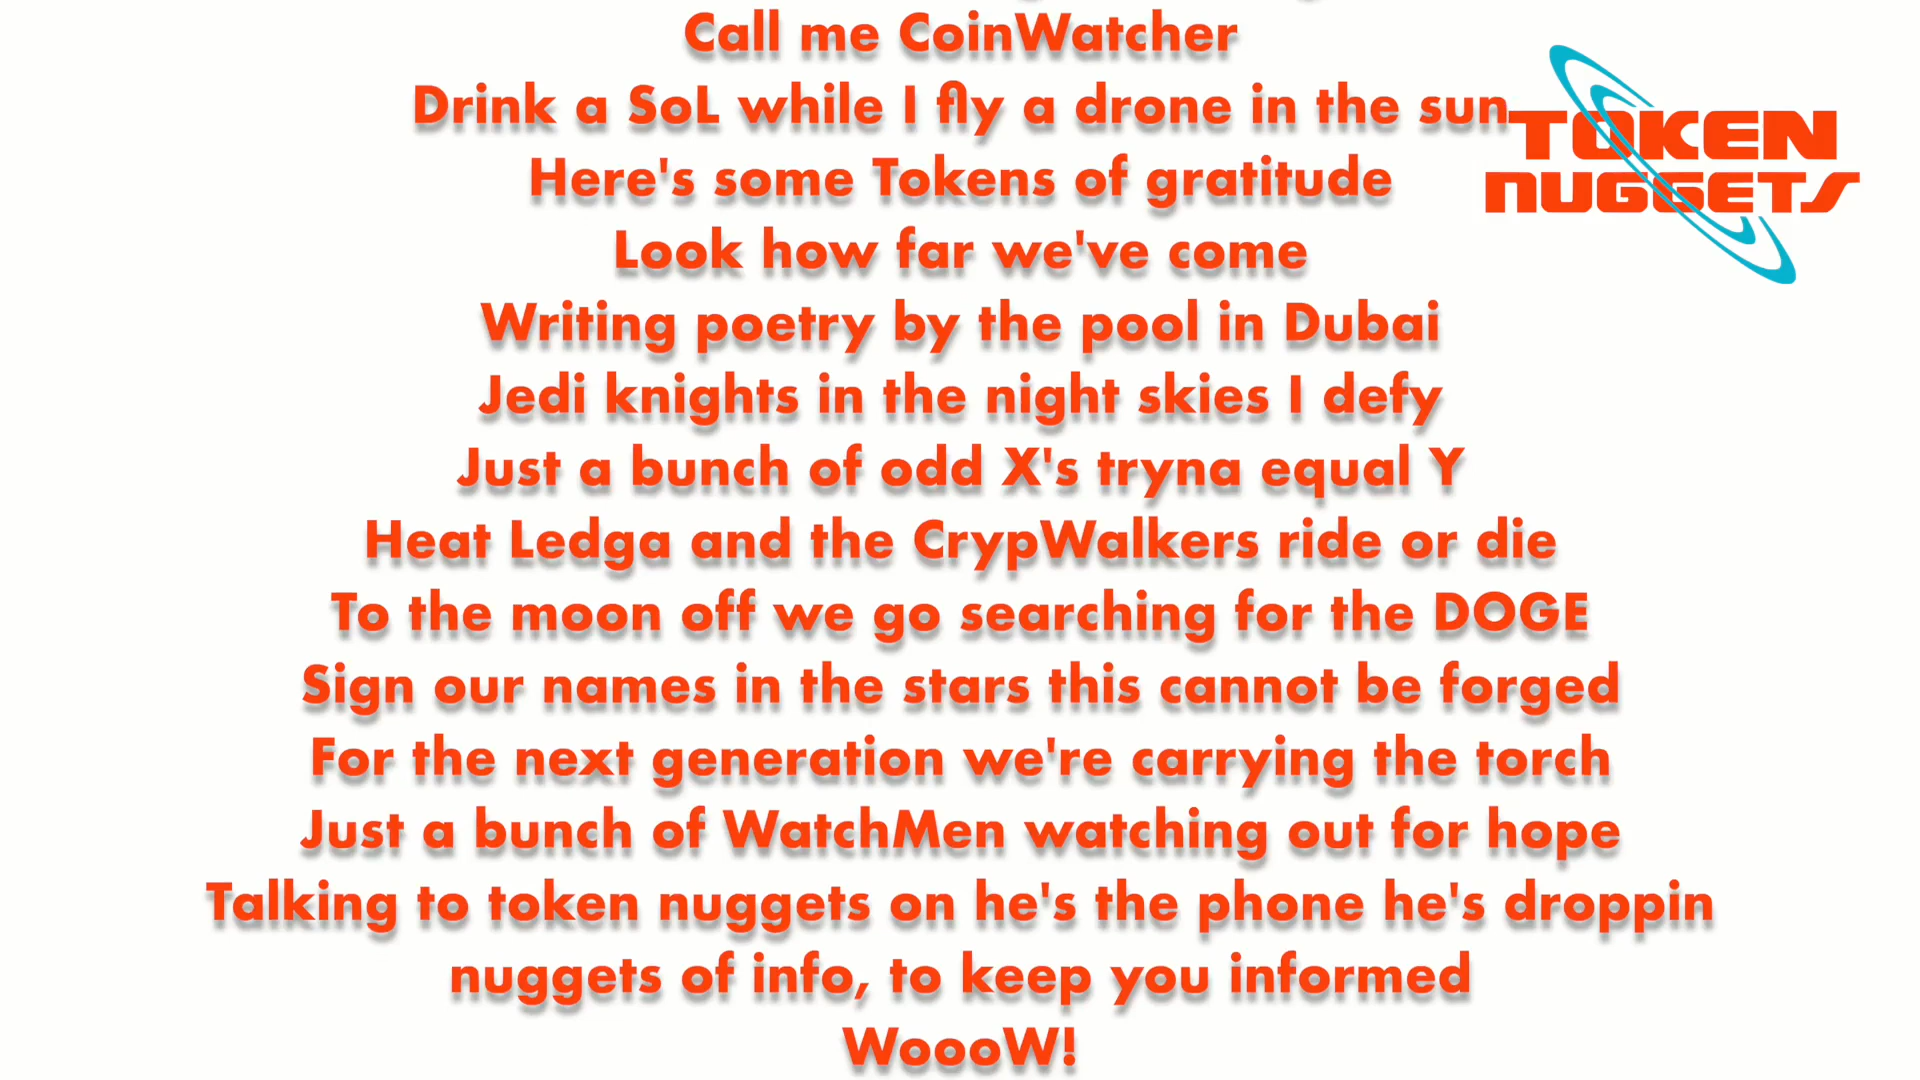 Call me CoinWatcher
Drink a SoL while I fly a drone in the sun
TOKEN
NUGGETS
Here's some Tokens of gratitude
Look how far we've come
Writing poetry by the pool in Dubai
Jedi knights in the night skies I defy
Just a bunch of odd X's tryna equal Y
Heat Ledga and the CrypWalkers ride or die
To the moon off we go searching for the DOGE
Sign our names in the stars this cannot be forged
For the next generation we're carrying the torch
Just a bunch of WatchMen watching out for hope
Talking to token nuggets on he's the phone he's droppin
nuggets of info, to keep you informed
WoooW!